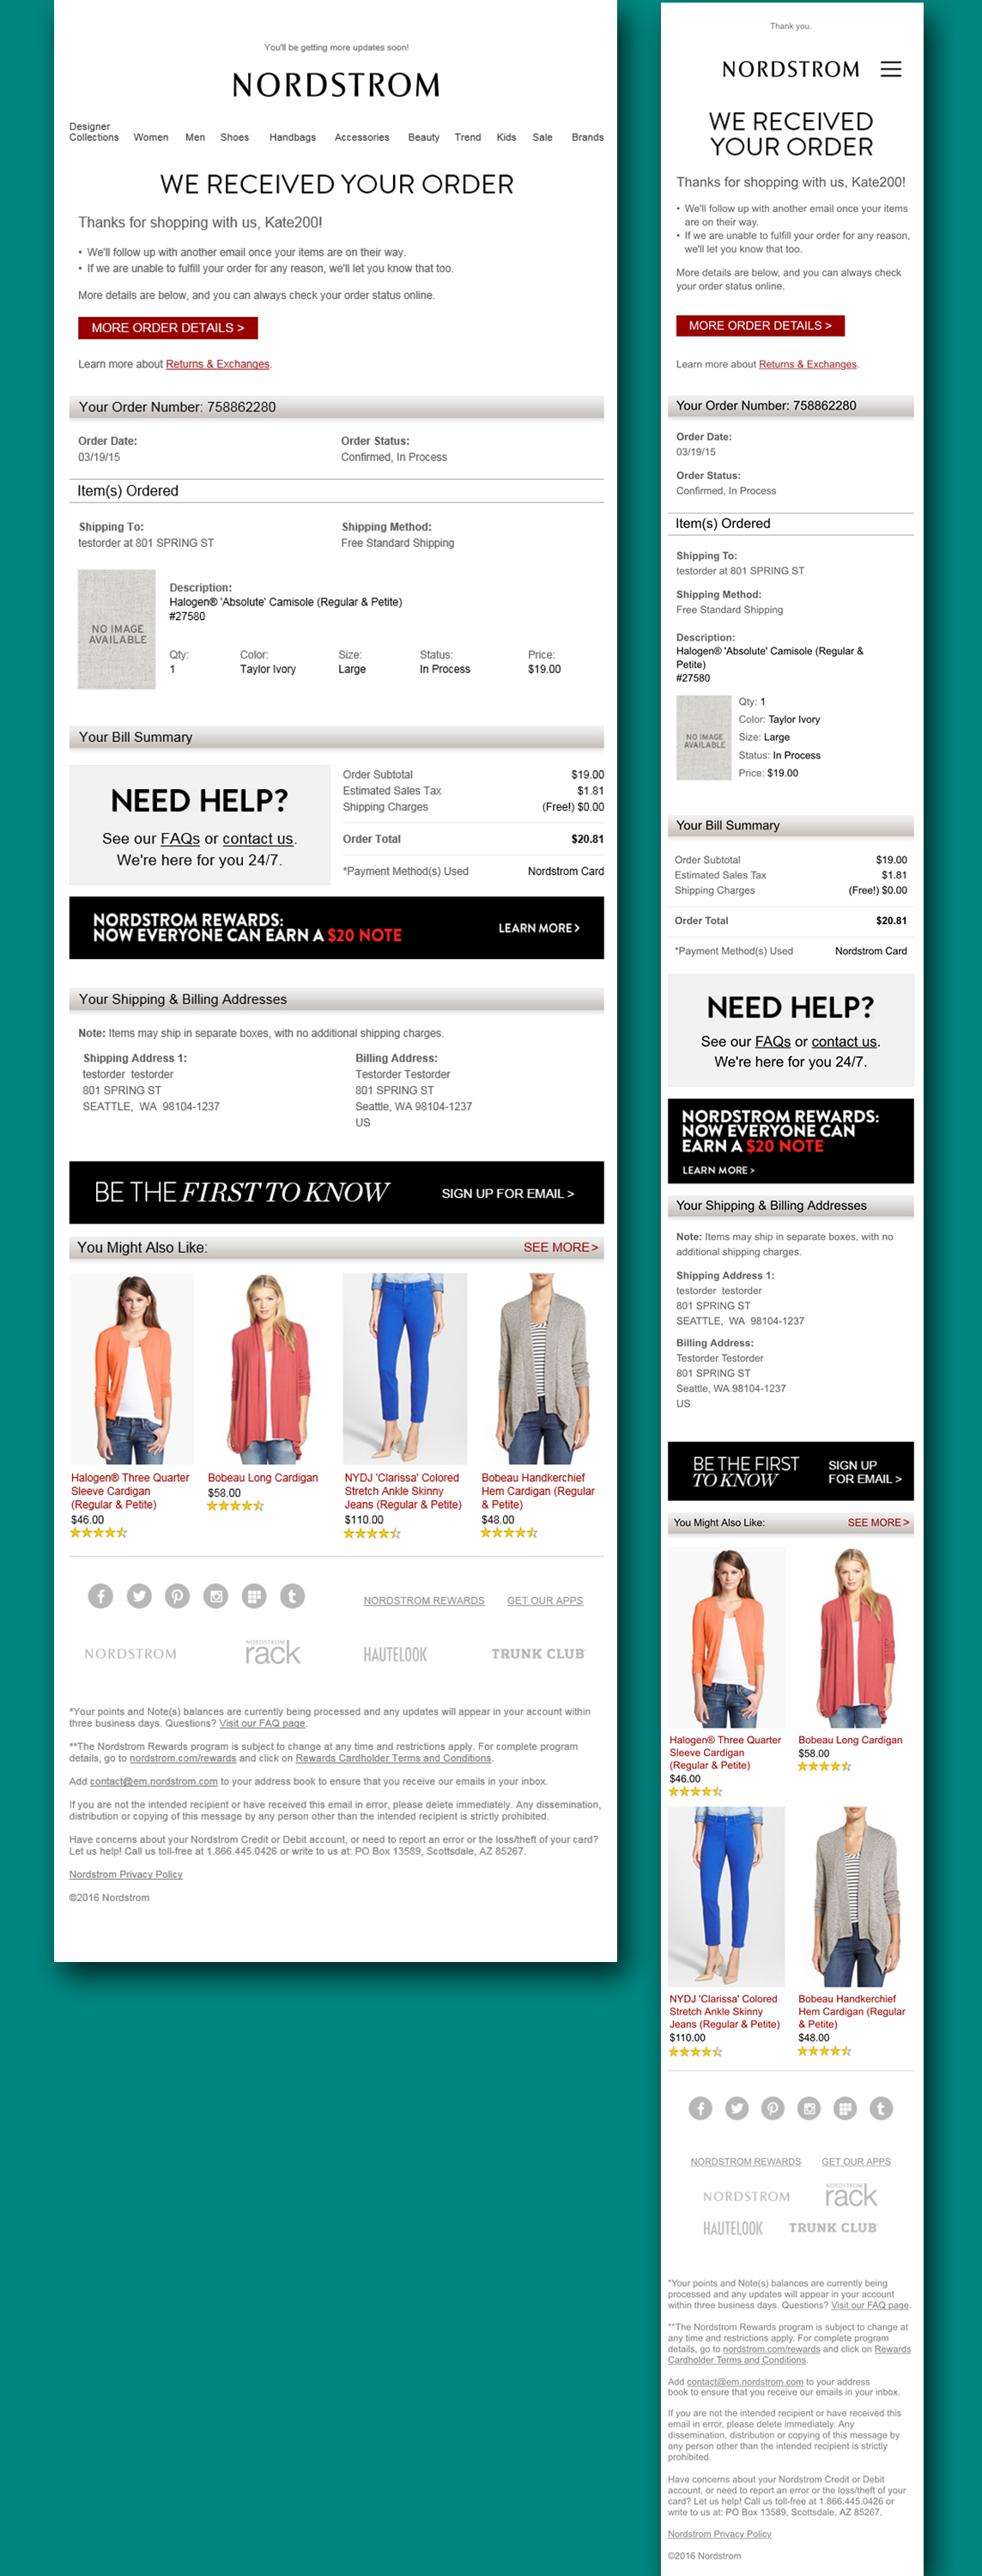 You'll be getting more updates soon!
NORDSTROM
Designer
Collections Women Men Shoes Handbags Accessories Beauty Trend Kids Sale Brands
WE RECEIVED YOUR ORDER
Thanks for shopping with us, Kate200!
• We'll follow up with another email once your items are on their way.
• If we are unable to fulfill your order for any reason, we'll let you know that too.
More details are below, and you can always check your order status online.
MORE ORDER DETAILS >
Learn more about Returns & Exchanges.
Your Order Number: 758862280
Order Date: Order Status:
03/19/15 Confirmed, In Process
Item(s) Ordered
Shipping To: Shipping Method:
testorder at 801 SPRING ST Free Standard Shipping
NO IMAGE
AVAILABLE
Description:
Halogen® 'Absolute' Camisole (Regular & Petite)
#27580
Qty: Color: Size: Status: Price:
1 Taylor Ivory Large In Process $19.00
Your Bill Summary
NEED HELP?
See our FAQs or contact us.
We're here for you 24/7.
Order Subtotal $19.00
Estimated Sales Tax $1.81
Shipping Charges (Free!) $0.00
Order Total $20.81
*Payment Method(s) Used Nordstrom Card
NORDSTROM REWARDS:
NOW EVERYONE CAN EARN A $20 NOTE
LEARN MORE >
Your Shipping & Billing Addresses
Note: Items may ship in separate boxes, with no additional shipping charges.
Shipping Address 1: Billing Address:
testorder testorder Testorder Testorder
801 SPRING ST 801 SPRING ST
SEATTLE, WA 98104-1237 Seattle, WA 98104-1237
US
BE THE FIRST TO KNOW SIGN UP FOR EMAIL >
You Might Also Like: SEE MORE >
Halogen® Three Quarter
Sleeve Cardigan
(Regular & Petite)
$46.00
Bobeau Long Cardigan
$58.00
NYDJ 'Clarissa' Colored
Stretch Ankle Skinny
Jeans (Regular & Petite)
$110.00
Bobeau Handkerchief
Hem Cardigan (Regular
& Petite)
$48.00
NORDSTROM REWARDS GET OUR APPS
NORDSTROM
NORDSTROM
rack
HAUTELOOK
TRUNK CLUB
*Your points and Note(s) balances are currently being processed and any updates will appear in your account within
three business days. Questions? Visit our FAQ page.
**The Nordstrom Rewards program is subject to change at any time and restrictions apply. For complete program
details, go to nordstrom.com/rewards and click on Rewards Cardholder Terms and Conditions.
Add contact@em.nordstrom.com to your address book to ensure that you receive our emails in your inbox.
If you are not the intended recipient or have received this email in error, please delete immediately. Any dissemination,
distribution or copying of this message by any person other than the intended recipient is strictly prohibited.
Have concerns about your Nordstrom Credit or Debit account, or need to report an error or the loss/theft of your card?
Let us help! Call us toll-free at 1.866.445.0426 or write to us at: PO Box 13589, Scottsdale, AZ 85267.
Nordstrom Privacy Policy
©2016 Nordstrom
Thank you.
NORDSTROM
WE RECEIVED
YOUR ORDER
Thanks for shopping with us, Kate200!
• We'll follow up with another email once your items
are on their way.
• If we are unable to fulfill your order for any reason,
we'll let you know that too.
More details are below, and you can always check
your order status online.
MORE ORDER DETAILS >
Learn more about Returns & Exchanges.
Your Order Number: 758862280
Order Date:
03/19/15
Order Status:
Confirmed, In Process
Item(s) Ordered
Shipping To:
testorder at 801 SPRING ST
Shipping Method:
Free Standard Shipping
Description:
Halogen® 'Absolute' Camisole (Regular &
Petite)
#27580
NO IMAGE
AVAILABLE
Qty: 1
Color: Taylor Ivory
Size: Large
Status: In Process
Price: $19.00
Your Bill Summary
Order Subtotal $19.00
Estimated Sales Tax $1.81
Shipping Charges (Free!) $0.00
Order Total $20.81
*Payment Method(s) Used Nordstrom Card
NEED HELP?
See our FAQs or contact us.
We're here for you 24/7.
NORDSTROM REWARDS:
NOW EVERYONE CAN
EARN A $20 NOTE
LEARN MORE >
Your Shipping & Billing Addresses
Note: Items may ship in separate boxes, with no
additional shipping charges.
Shipping Address 1:
testorder testorder
801 SPRING ST
SEATTLE, WA 98104-1237
Billing Address:
Testorder Testorder
801 SPRING ST
Seattle, WA 98104-1237
US
BE THE FIRST
TO KNOW
SIGN UP
FOR EMAIL >
You Might Also Like: SEE MORE >
Halogen® Three Quarter
Sleeve Cardigan
(Regular & Petite)
$46.00
Bobeau Long Cardigan
$58.00
NYDJ 'Clarissa' Colored
Stretch Ankle Skinny
Jeans (Regular & Petite)
$110.00
Bobeau Handkerchief
Hem Cardigan (Regular
& Petite)
$48.00
NORDSTROM REWARDS GET OUR APPS
NORDSTROM
NORDSTROM
rack
HAUTELOOK
TRUNK CLUB
*Your points and Note(s) balances are currently being
processed and any updates will appear in your account
within three business days. Questions? Visit our FAQ page.
**The Nordstrom Rewards program is subject to change at
any time and restrictions apply. For complete program
details, go to nordstrom.com/rewards and click on Rewards
Cardholder Terms and Conditions.
Add contact@em.nordstrom.com to your address
book to ensure that you receive our emails in your inbox.
If you are not the intended recipient or have received this
email in error, please delete immediately. Any
dissemination, distribution or copying of this message by
any person other than the intended recipient is strictly
prohibited.
Have concerns about your Nordstrom Credit or Debit
account, or need to report an error or the loss/theft of your
card? Let us help! Call us toll-free at 1.866.445.0426 or
write to us at: PO Box 13589, Scottsdale, AZ 85267.
Nordstrom Privacy Policy
©2016 Nordstrom